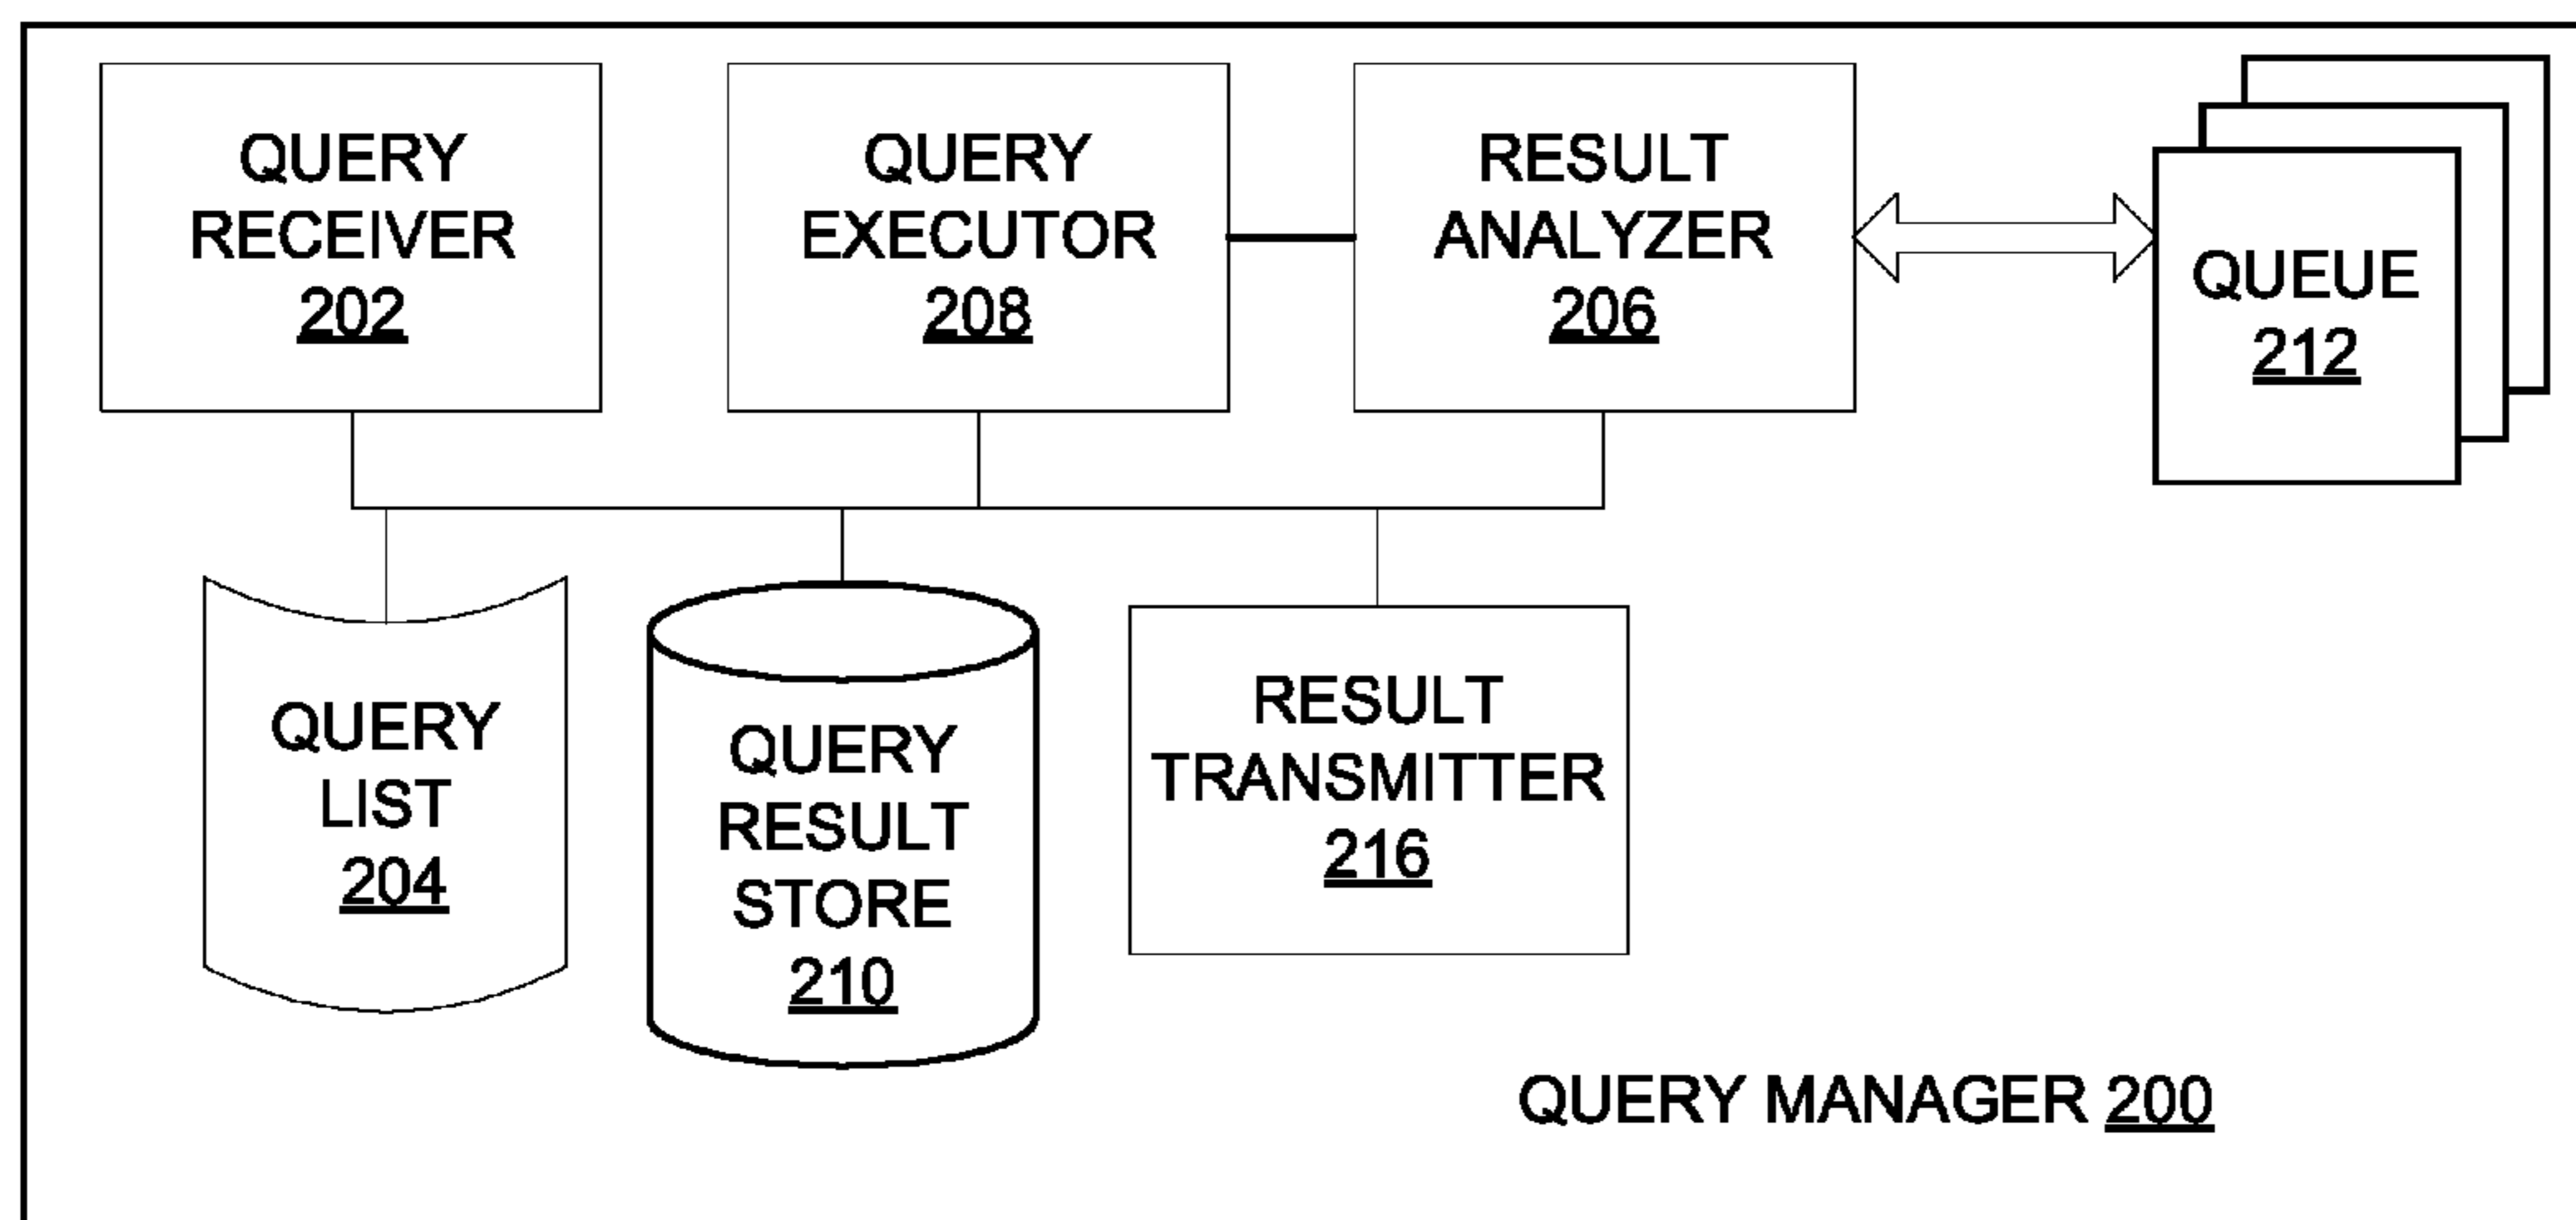 QUERY
RECEIVER
202
QUERY
EXECUTOR
208
RESULT
ANALYZER
206
QUEUE
212
QUERY
LIST
204
QUERY
RESULT
STORE
210
RESULT
TRANSMITTER
216
QUERY MANAGER 200